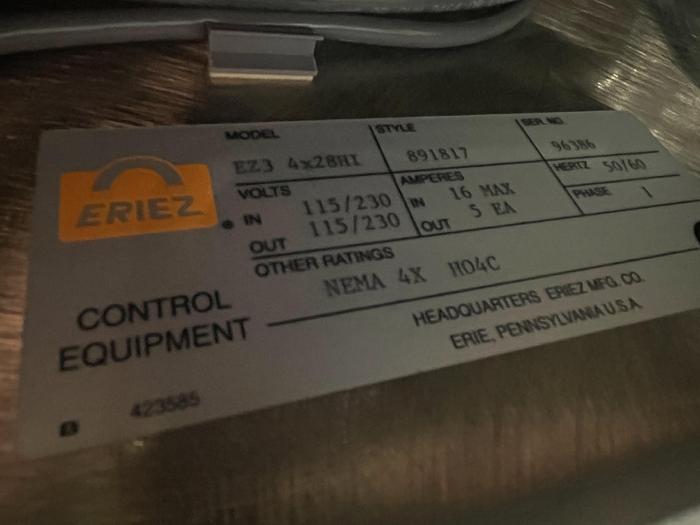 ERIEZ
CONTROL
EQUIPMENT
423585
MODEL
EZ3 4x28HI
STYLE
891817
SER. NO.
96386
VOLTS
IN 115/230
OUT 115/230
AMPERES
IN 16 MAX
OUT 5 EA
HERTZ 50/60
PHASE 1
OTHER RATINGS
NEMA 4X HO4C
HEADQUARTERS ERIEZ MFG. CO.
ERIE, PENNSYLVANIA U.S.A.